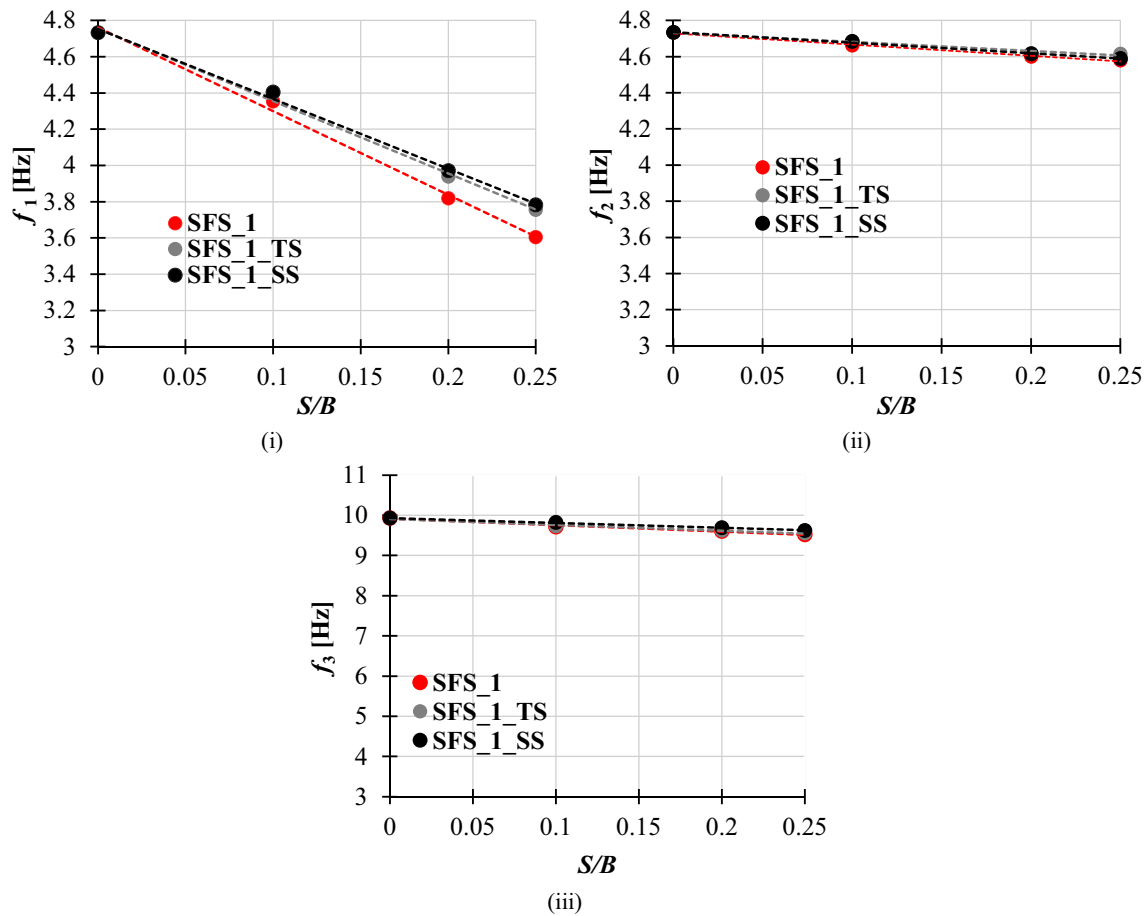 4.8
4.6
4.4
4.2
4
3.8
3.6
3.4
3.2
3
f 1 [Hz]
SFS_1
SFS_1_TS
SFS_1_SS
0 0.05 0.1 0.15 0.2 0.25
S/B
(i)
4.8
4.6
4.4
4.2
4
3.8
3.6
3.4
3.2
3
f2 [Hz]
SFS_1
SFS_1_TS
SFS_1_SS
0 0.05 0.1 0.15 0.2 0.25
S/B
(ii)
11
10
9
8
7
6
5
4
3
f3 [Hz]
SFS_1
SFS_1_TS
SFS_1_SS
0 0.05 0.1 0.15 0.2 0.25
S/B
(iii)